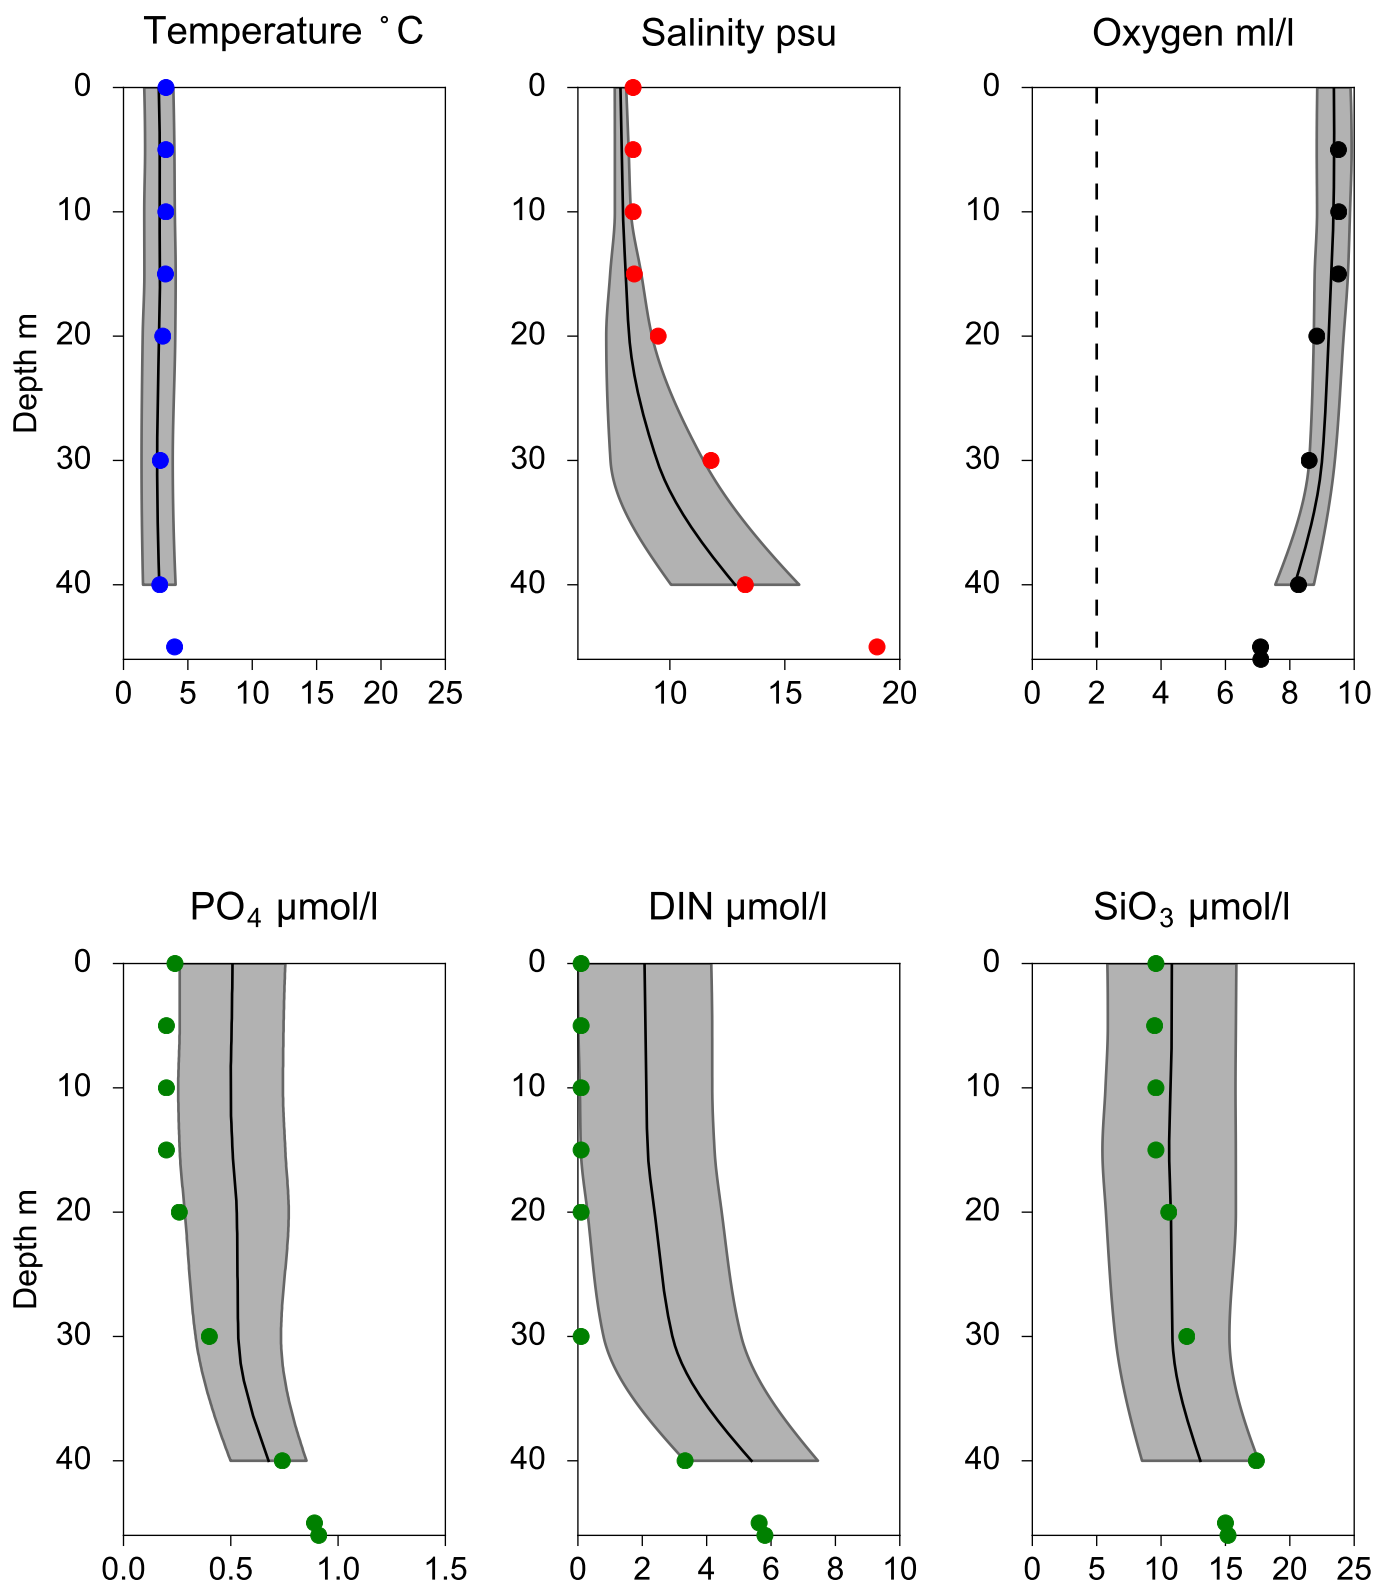 Temperature °C
Salinity psu
Oxygen ml/l
0
10
20
30
40
Depth m
0 5 10 15 20 25
0
10
20
30
40
10 15 20
0
10
20
30
40
0 2 4 6 8 10
PO₄ µmol/l
DIN µmol/l
SiO₃ µmol/l
0
10
20
30
40
Depth m
0.0 0.5 1.0 1.5
0
10
20
30
40
0 2 4 6 8 10
0
10
20
30
40
0 5 10 15 20 25